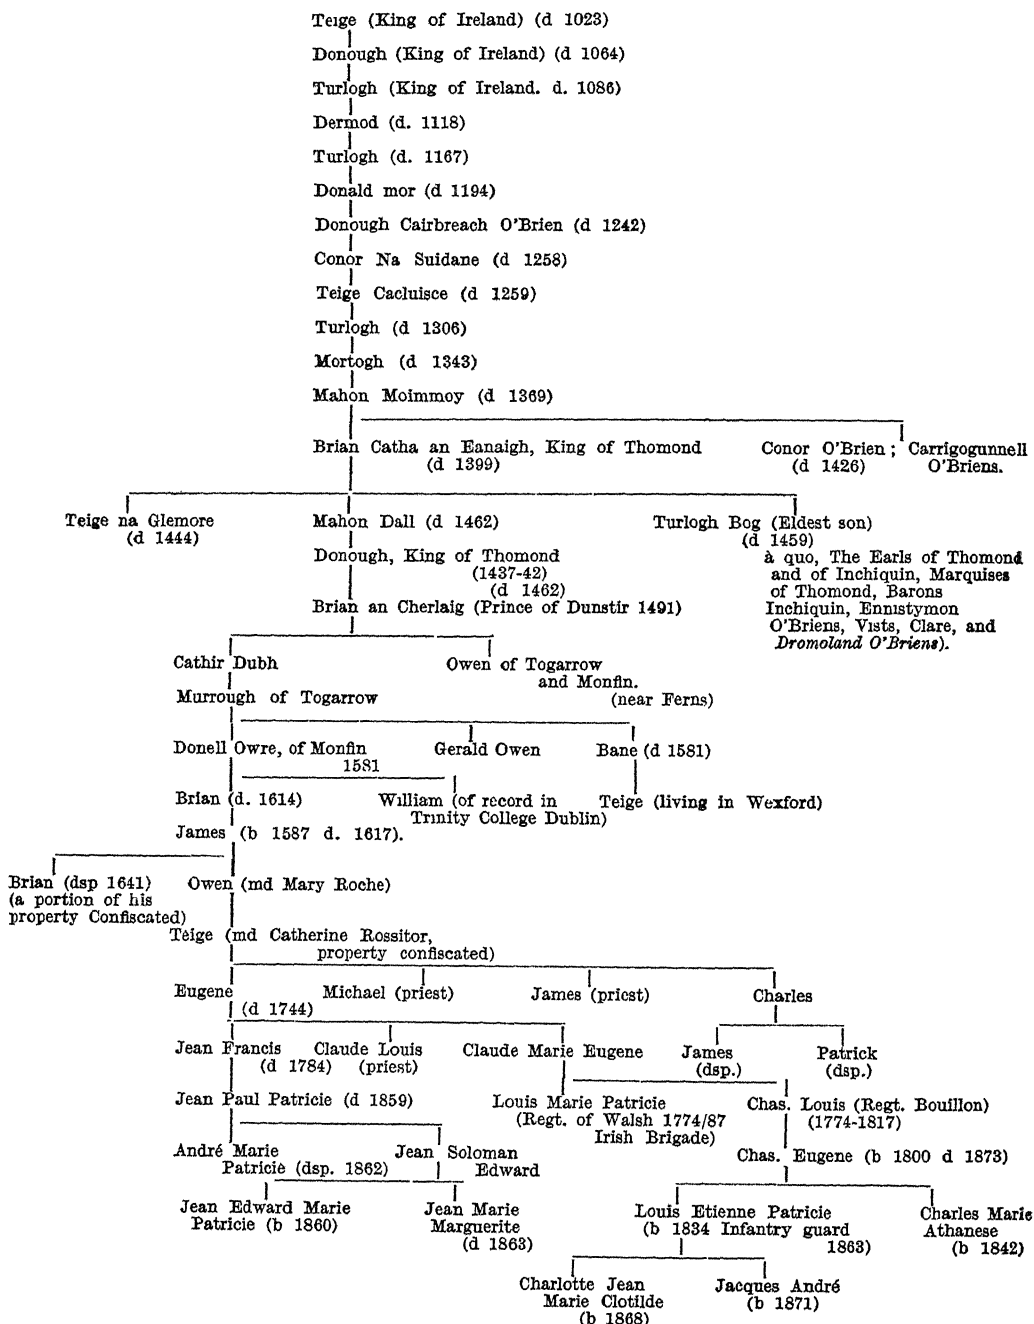 Teige (King of Ireland) (d 1023)
Donough (King of Ireland) (d 1064)
Turlogh (King of Ireland. d. 1086)
Dermod (d. 1118)
Turlogh (d. 1167)
Donald mor (d 1194)
Donough Cairbreach O'Brien (d 1242)
Conor Na Suidane (d 1258)
Teige Cacluisce (d 1259)
Turlogh (d 1306)
Mortogh (d 1343)
Mahon Moimmoy (d 1369)
Brian Catha an Eanaigh, King of Thomond
(d 1399)
Conor O'Brien ; Carrigogunnell
(d 1426) O'Briens.
Teige na Glemore
(d 1444)
Mahon Dall (d 1462)
Turlogh Bog (Eldest son)
(d 1459)
à quo, The Earls of Thomond
and of Inchiquin, Marquises
of Thomond, Barons
Inchiquin, Ennistymon
O'Briens, Vists, Clare, and
Dromoland O'Briens).
Donough, King of Thomond
(1437-42)
(d 1462)
Brian an Cherlaig (Prince of Dunstir 1491)
Cathir Dubh
Owen of Togarrow
and Monfin.
(near Ferns)
Murrough of Togarrow
Donell Owre, of Monfin
1581
Gerald Owen
Bane (d 1581)
Brian (d. 1614)
William (of record in
Trinity College Dublin)
Teige (living in Wexford)
James (b 1587 d. 1617).
Brian (dsp 1641)
(a portion of his
property Confiscated)
Owen (md Mary Roche)
Teige (md Catherine Rossitor,
property confiscated)
Eugene
(d 1744)
Michael (priest)
James (priest)
Charles
Jean Francis
(d 1784)
Claude Louis
(priest)
Claude Marie Eugene
James
(dsp.)
Patrick
(dsp.)
Jean Paul Patricie (d 1859)
Louis Marie Patricie
(Regt. of Walsh 1774/87
Irish Brigade)
Chas. Louis (Regt. Bouillon)
(1774-1817)
André Marie
Patricie (dsp. 1862)
Jean Soloman
Edward
Chas. Eugene (b 1800 d 1873)
Jean Edward Marie
Patricie (b 1860)
Jean Marie
Marguerite
(d 1863)
Louis Etienne Patricie
(b 1834 Infantry guard
1863)
Charles Marie
Athanese
(b 1842)
Charlotte Jean
Marie Clotilde
(b 1868)
Jacques André
(b 1871)